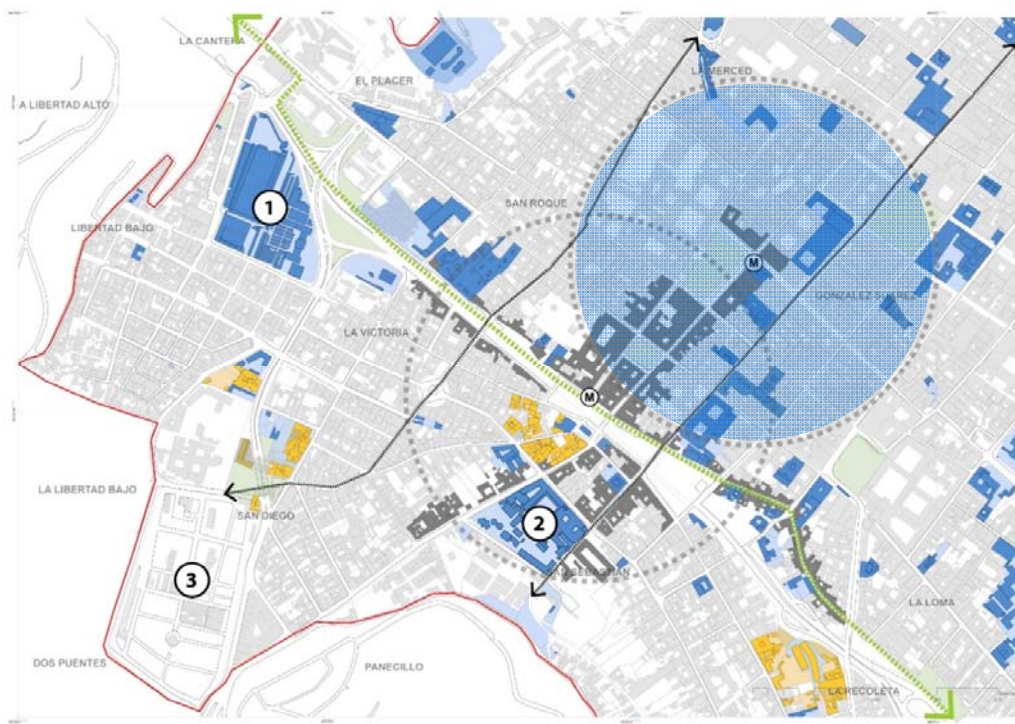 LA CANTERA
EL PLACER
LA MERCED
A LIBERTAD ALTO
1
SAN ROQUE
LIBERTAD BAJO
M
GONZALEZ SUAREZ
LA VICTORIA
M
LA LIBERTAD BAJO
SAN DIEGO
2
SAN SEBASTIAN
3
LA LOMA
DOS PUENTES
PANECILLO
LA RECOLETA